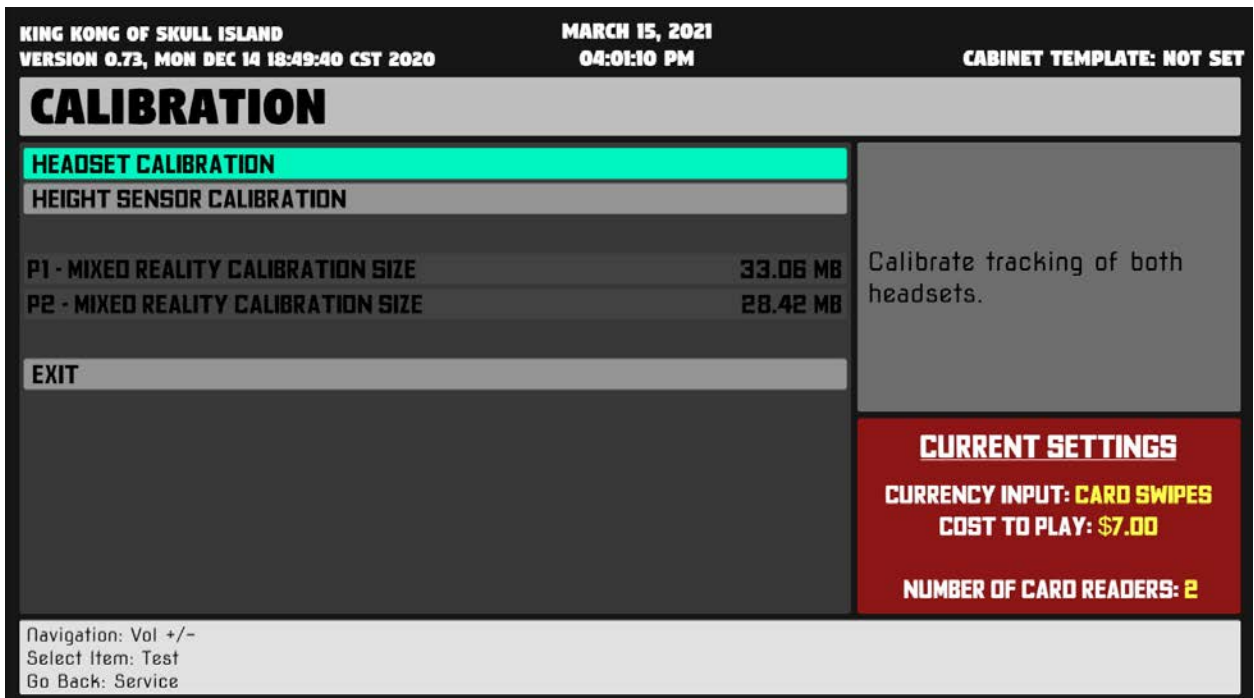 KING KONG OF SKULL ISLAND
VERSION 0.73, MON DEC 14 18:49:40 CST 2020
MARCH 15, 2021
04:01:10 PM
CABINET TEMPLATE: NOT SET
CALIBRATION
HEADSET CALIBRATION
HEIGHT SENSOR CALIBRATION
P1 - MIXED REALITY CALIBRATION SIZE 33.06 MB
P2 - MIXED REALITY CALIBRATION SIZE 28.42 MB
EXIT
Calibrate tracking of both
headsets.
CURRENT SETTINGS
CURRENCY INPUT: CARD SWIPES
COST TO PLAY: $7.00
NUMBER OF CARD READERS: 2
Navigation: Vol +/-
Select Item: Test
Go Back: Service